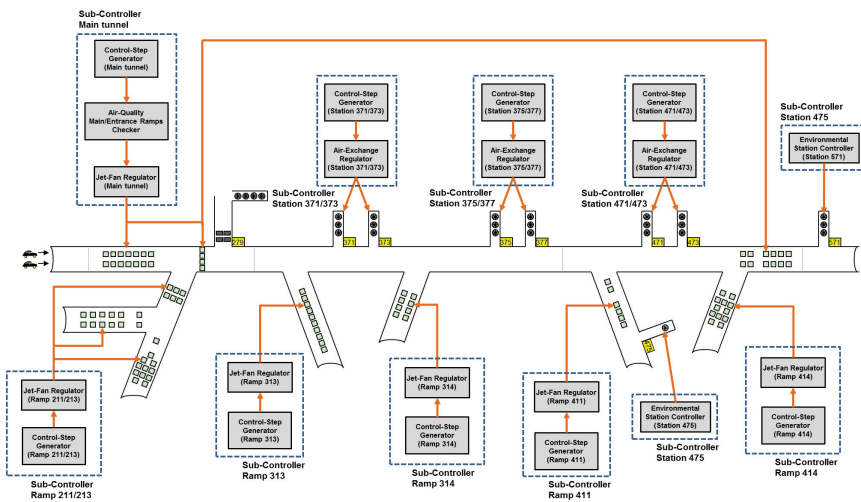 Sub-Controller
Main tunnel
Control-Step
Generator
(Main tunnel)
Air-Quality
Main/Entrance Ramps
Checker
Jet-Fan Regulator
(Main tunnel)
Control-Step
Generator
(Station 371/373)
Air-Exchange
Regulator
(Station 371/373)
Sub-Controller
Station 371/373
Control-Step
Generator
(Station 375/377)
Air-Exchange
Regulator
(Station 375/377)
Sub-Controller
Station 375/377
Control-Step
Generator
(Station 471/473)
Air-Exchange
Regulator
(Station 471/473)
Sub-Controller
Station 471/473
Sub-Controller
Station 475
Environmental
Station Controller
(Station 571)
279
371
373
375
377
471
473
571
475
Jet-Fan Regulator
(Ramp 211/213)
Control-Step
Generator
(Ramp 211/213)
Sub-Controller
Ramp 211/213
Jet-Fan Regulator
(Ramp 313)
Control-Step
Generator
(Ramp 313)
Sub-Controller
Ramp 313
Jet-Fan Regulator
(Ramp 314)
Control-Step
Generator
(Ramp 314)
Sub-Controller
Ramp 314
Jet-Fan Regulator
(Ramp 411)
Control-Step
Generator
(Ramp 411)
Sub-Controller
Ramp 411
Environmental
Station Controller
(Station 475)
Sub-Controller
Station 475
Jet-Fan Regulator
(Ramp 414)
Control-Step
Generator
(Ramp 414)
Sub-Controller
Ramp 414